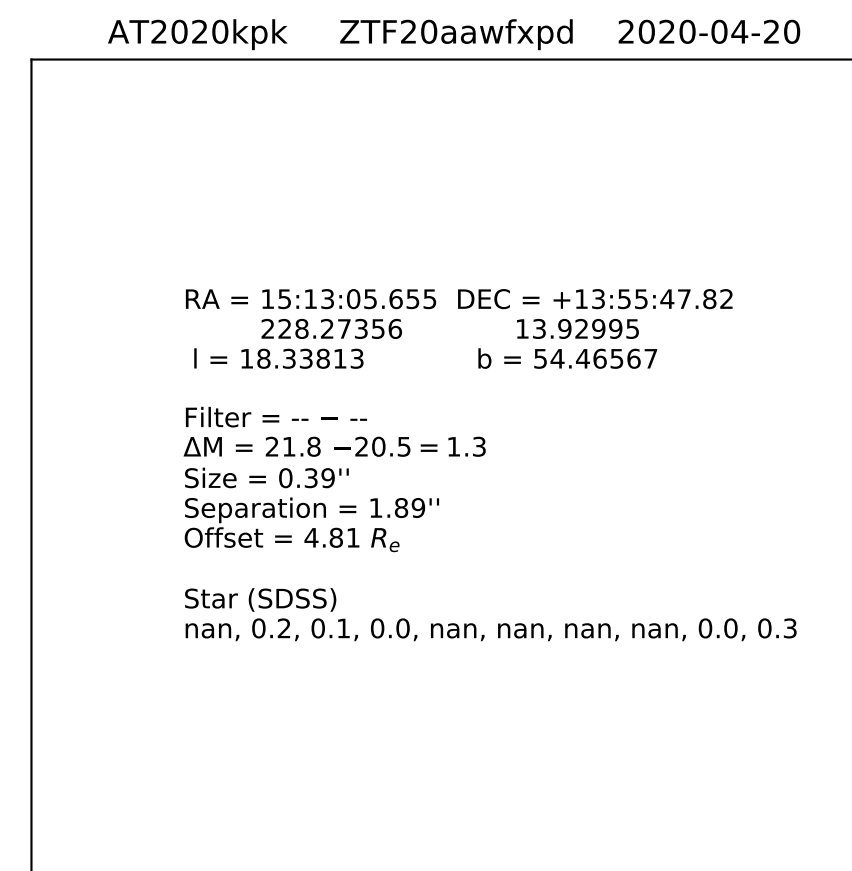 AT2020kpk ZTF20aawfxpd 2020-04-20
RA = 15:13:05.655 DEC = +13:55:47.82
228.27356 13.92995
l = 18.33813 b = 54.46567
Filter = -- − --
ΔM = 21.8 −20.5 = 1.3
Size = 0.39''
Separation = 1.89''
Offset = 4.81 Re
Star (SDSS)
nan, 0.2, 0.1, 0.0, nan, nan, nan, nan, 0.0, 0.3